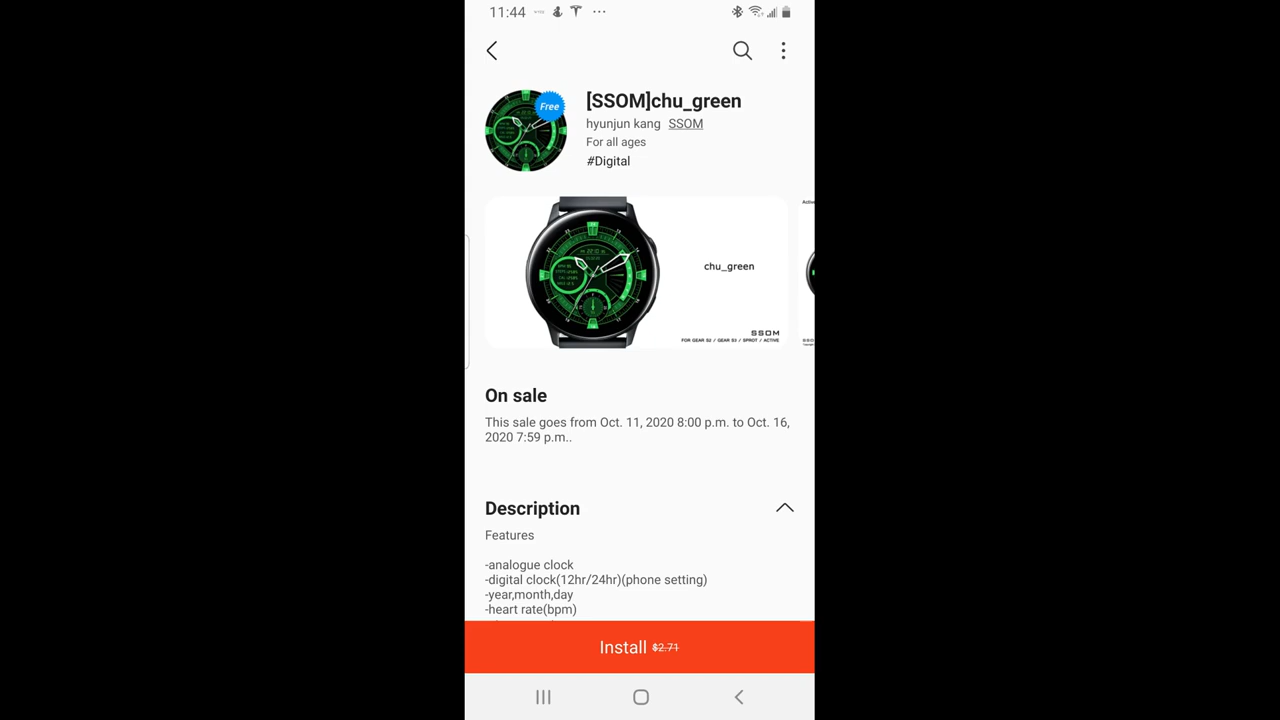 11:44
Free
[SSOM]chu_green
hyunjun kang SSOM
For all ages
#Digital
chu_green
SSOM
FOR GEAR S2 / GEAR S3 / SPROT / ACTIVE
On sale
This sale goes from Oct. 11, 2020 8:00 p.m. to Oct. 16,
2020 7:59 p.m..
Description
Features
-analogue clock
-digital clock(12hr/24hr)(phone setting)
-year,month,day
-heart rate(bpm)
Install $2.71